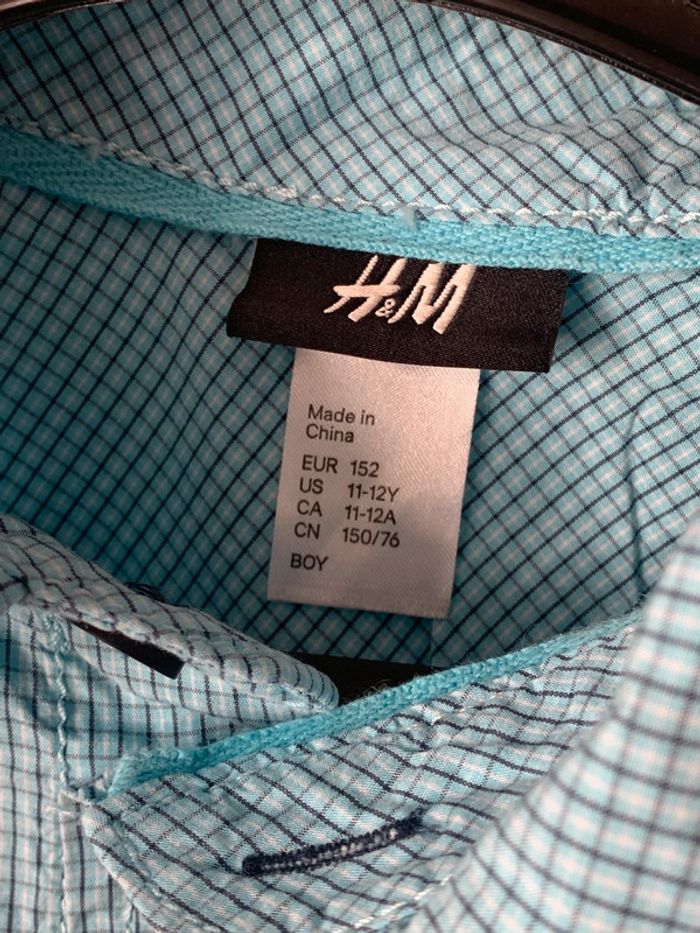 H&M
Made in
China
EUR 152
US 11-12Y
CA 11-12A
CN 150/76
BOY